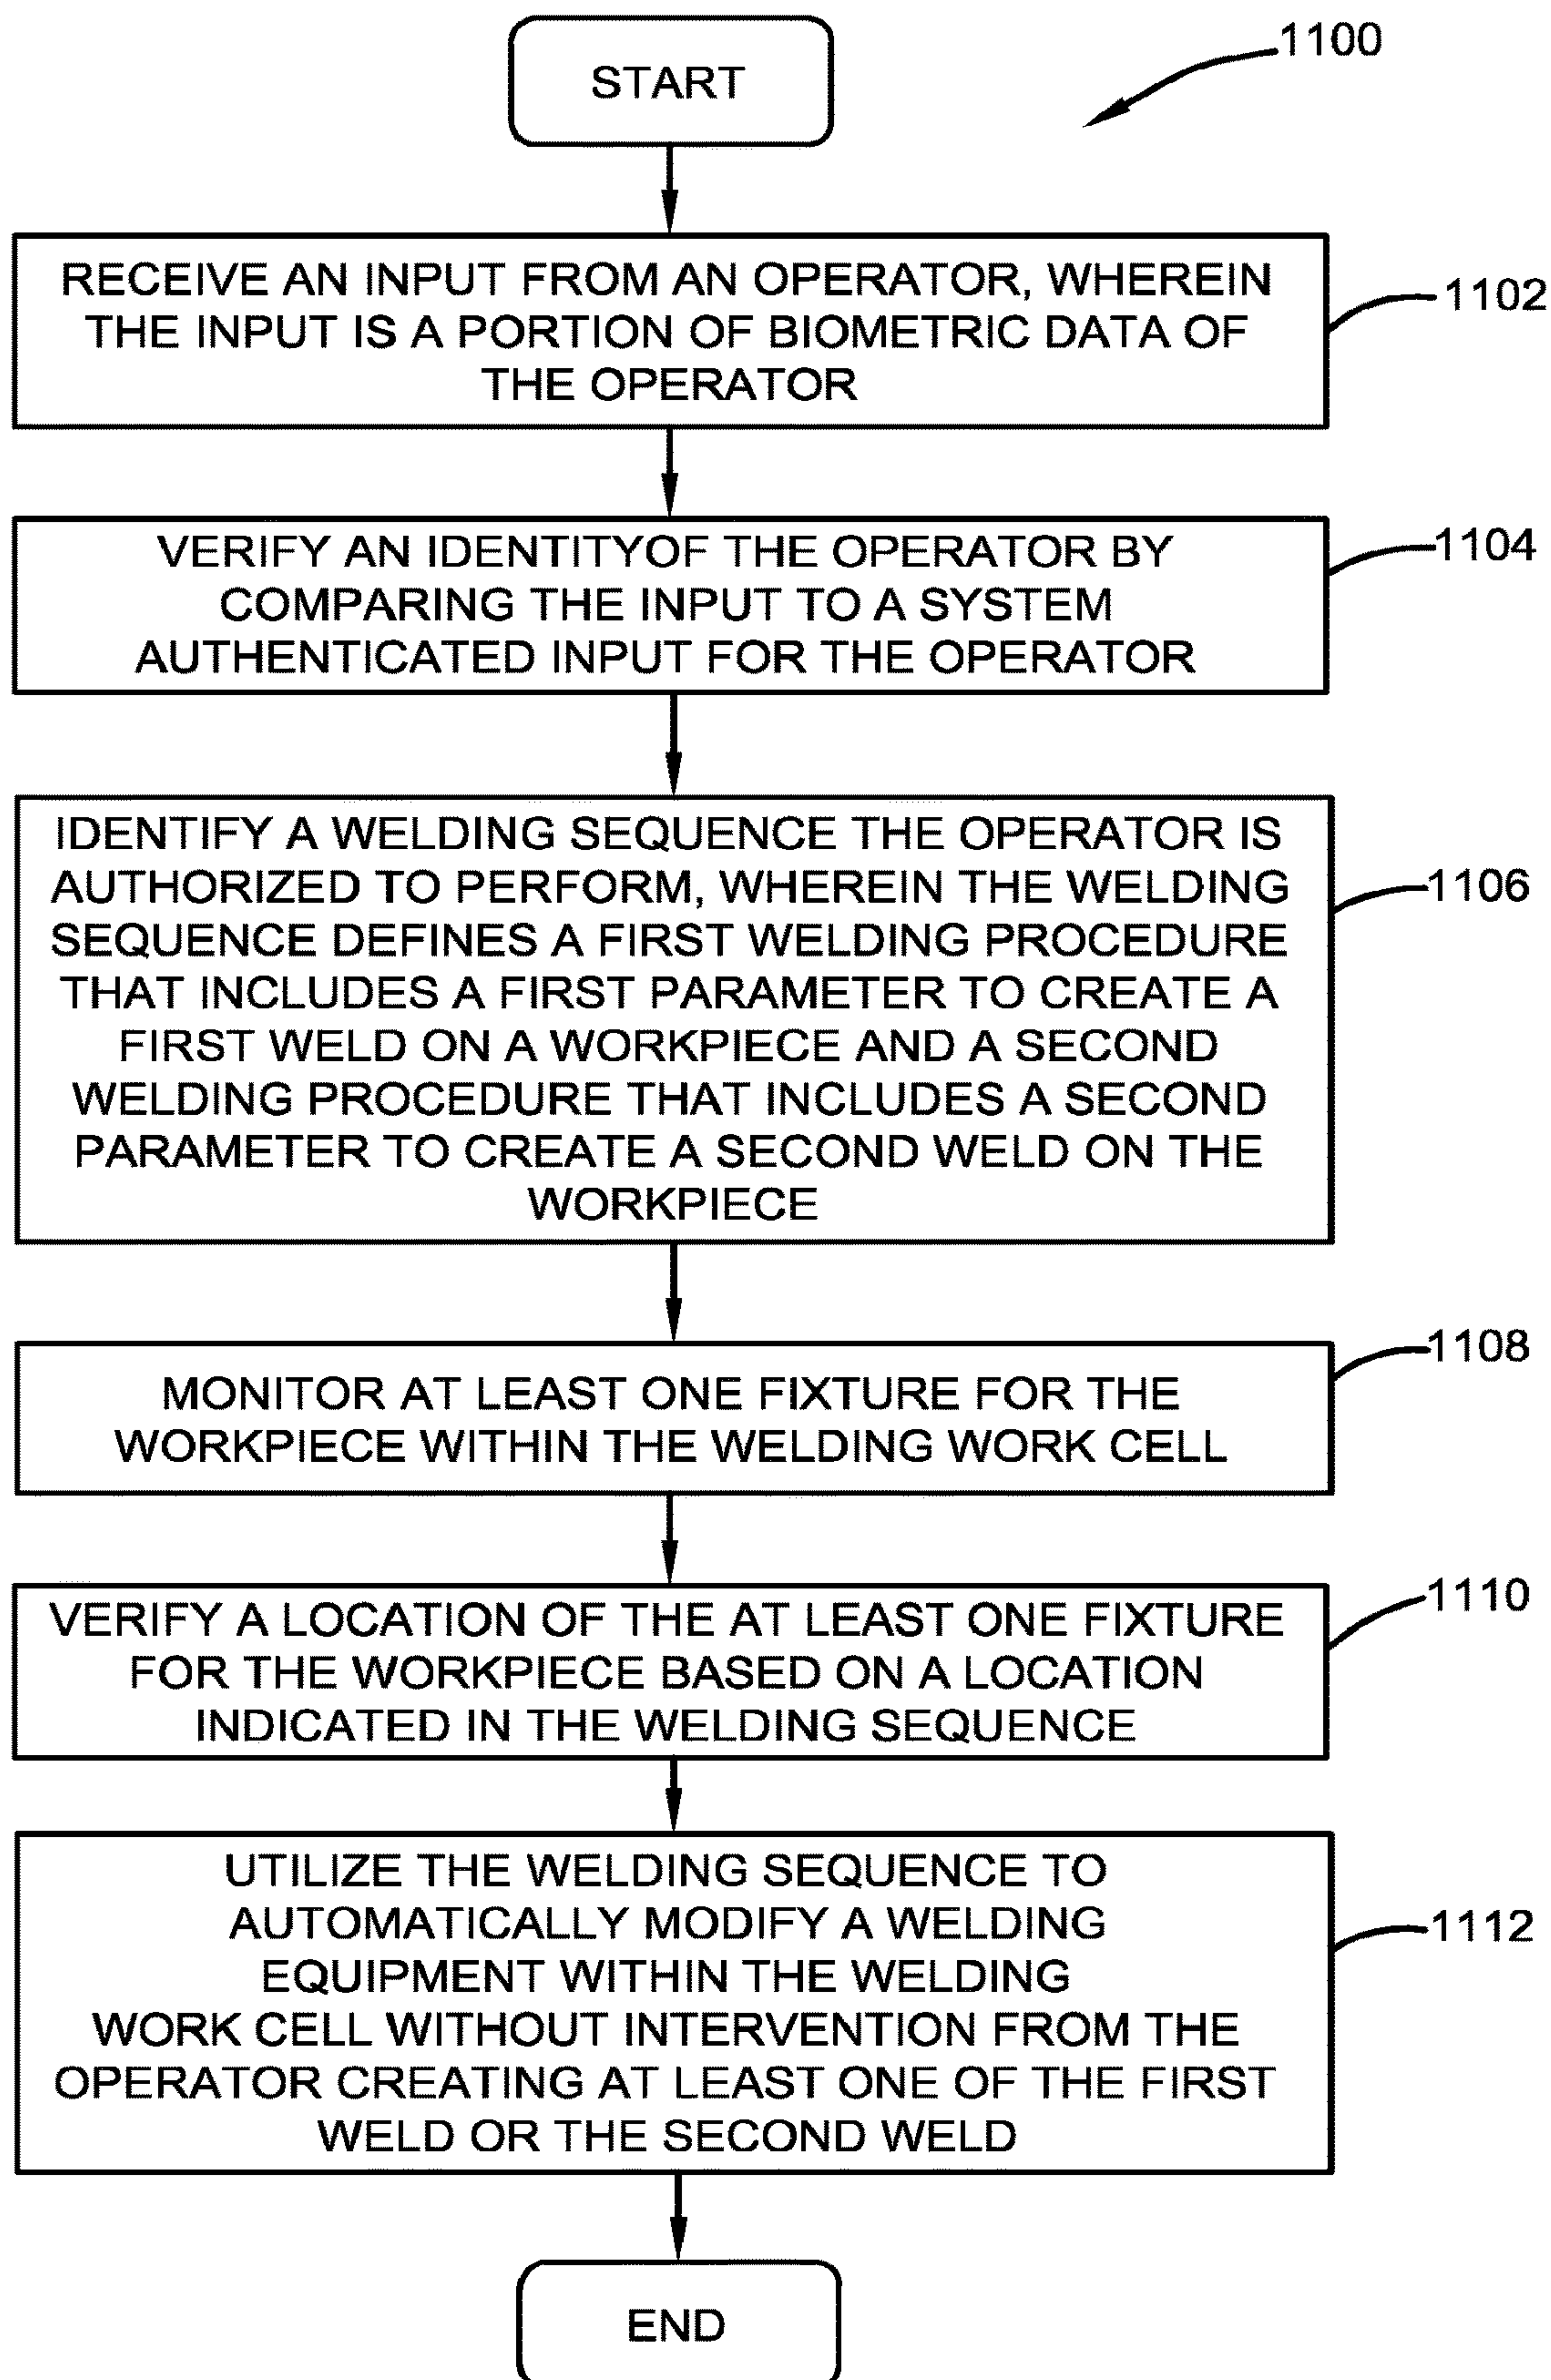 START
1100
RECEIVE AN INPUT FROM AN OPERATOR, WHEREIN
THE INPUT IS A PORTION OF BIOMETRIC DATA OF
THE OPERATOR
1102
VERIFY AN IDENTITYOF THE OPERATOR BY
COMPARING THE INPUT TO A SYSTEM
AUTHENTICATED INPUT FOR THE OPERATOR
1104
IDENTIFY A WELDING SEQUENCE THE OPERATOR IS
AUTHORIZED TO PERFORM, WHEREIN THE WELDING
SEQUENCE DEFINES A FIRST WELDING PROCEDURE
THAT INCLUDES A FIRST PARAMETER TO CREATE A
FIRST WELD ON A WORKPIECE AND A SECOND
WELDING PROCEDURE THAT INCLUDES A SECOND
PARAMETER TO CREATE A SECOND WELD ON THE
WORKPIECE
1106
MONITOR AT LEAST ONE FIXTURE FOR THE
WORKPIECE WITHIN THE WELDING WORK CELL
1108
VERIFY A LOCATION OF THE AT LEAST ONE FIXTURE
FOR THE WORKPIECE BASED ON A LOCATION
INDICATED IN THE WELDING SEQUENCE
1110
UTILIZE THE WELDING SEQUENCE TO
AUTOMATICALLY MODIFY A WELDING
EQUIPMENT WITHIN THE WELDING
WORK CELL WITHOUT INTERVENTION FROM THE
OPERATOR CREATING AT LEAST ONE OF THE FIRST
WELD OR THE SECOND WELD
1112
END